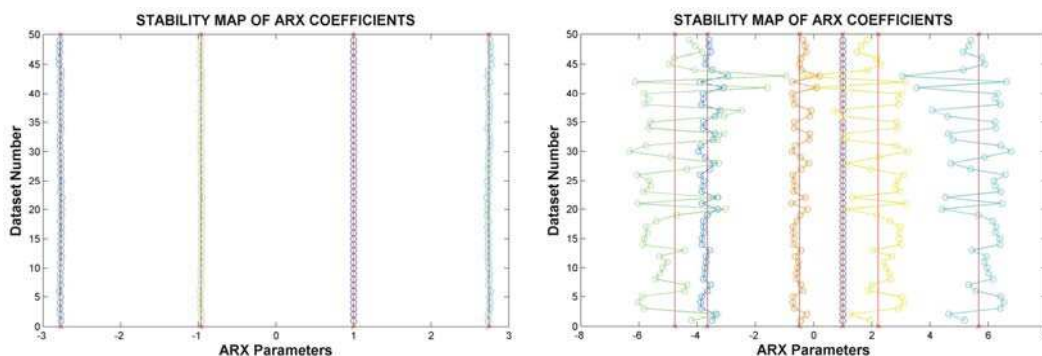 STABILITY MAP OF ARX COEFFICIENTS
50
45
40
35
30
25
20
15
10
5
0
Dataset Number
-3 -2 -1 0 1 2 3
ARX Parameters
STABILITY MAP OF ARX COEFFICIENTS
50
45
40
35
30
25
20
15
10
5
0
Dataset Number
-8 -6 -4 -2 0 2 4 6
ARX Parameters